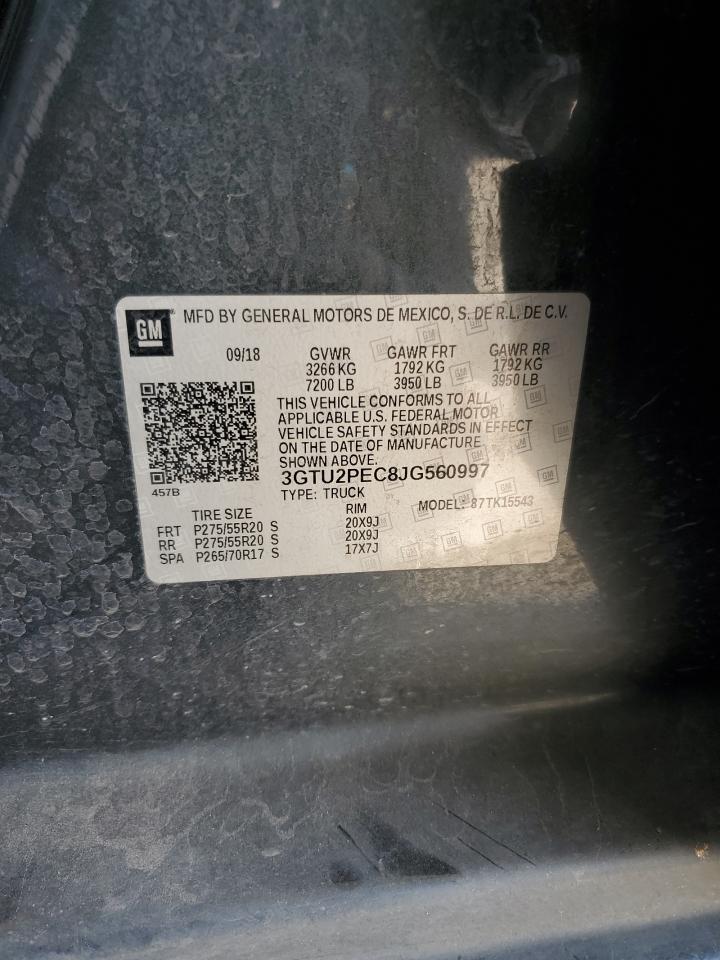 GM
MFD BY GENERAL MOTORS DE MEXICO, S. DE R.L. DE C.V.
09/18 GVWR GAWR FRT GAWR RR
3266 KG 1792 KG 1792 KG
7200 LB 3950 LB 3950 LB
THIS VEHICLE CONFORMS TO ALL
APPLICABLE U.S. FEDERAL MOTOR
VEHICLE SAFETY STANDARDS IN EFFECT
ON THE DATE OF MANUFACTURE
SHOWN ABOVE.
457B
3GTU2PEC8JG560997
TYPE: TRUCK MODEL: 87TK15543
TIRE SIZE RIM
FRT P275/55R20 S 20X9J
RR P275/55R20 S 20X9J
SPA P265/70R17 S 17X7J